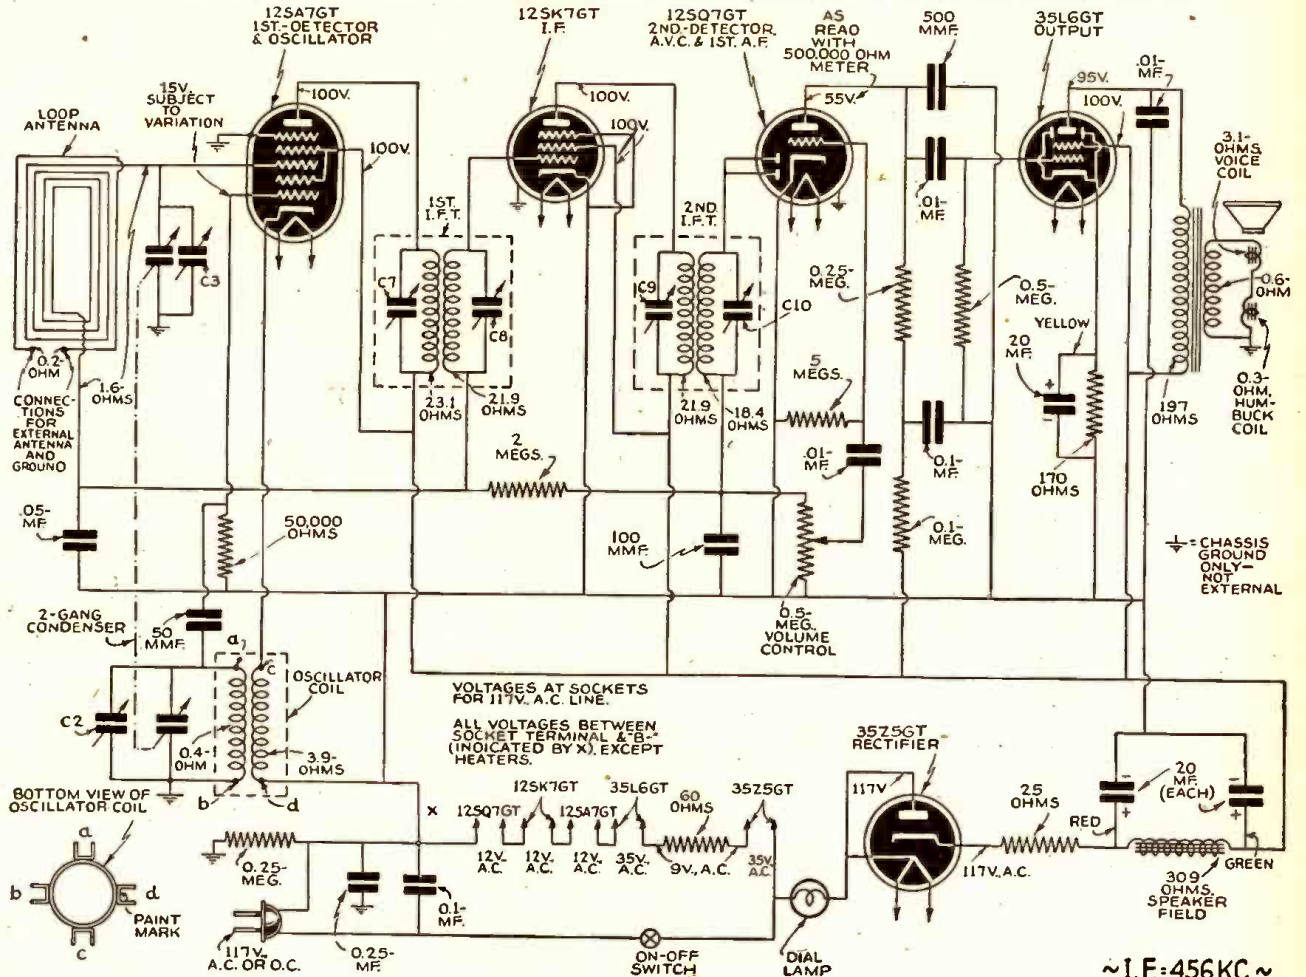 12SA7GT
1ST.-DETECTOR
& OSCILLATOR
12SK7GT
I.F.
12SQ7GT
2ND.-DETECTOR,
A.V.C. & 1ST. A.F.
AS
READ
WITH
500,000 OHM
METER
500
MMF.
35L6GT
OUTPUT
.01-
MF.
15V.
SUBJECT
TO
VARIATION
LOOP
ANTENNA
100V.
100V.
100V.
100V.
55V.
95V.
100V.
3.1-
OHMS,
VOICE
COIL
.01-
MF.
1ST.
I.F.T.
2ND.
I.F.T.
C3
C7
C8
C9
C10
0.25-
MEG.
0.5-
MEG.
0.6-
OHM
YELLOW
20
MF.
+
-
0.2-
OHM
1.6-
OHMS
CONNEC-
TIONS
FOR
EXTERNAL
ANTENNA
AND
GROUND
23.1
OHMS
21.9
OHMS
21.9
OHMS
18.4
OHMS
5
MEGS.
197
OHMS
0.3-
OHM,
HUM-
BUCK
COIL
2
MEGS.
.01-
MF.
0.1-
MF.
170
OHMS
.05-
MF.
50,000
OHMS
100
MMF.
0.1-
MEG.
= CHASSIS
GROUND
ONLY—
NOT
EXTERNAL
2-GANG
CONDENSER
50
MMF.
0.5-
MEG.,
VOLUME
CONTROL
a
c
OSCILLATOR
COIL
C2
0.4-
OHM
3.9-
OHMS
b
d
VOLTAGES AT SOCKETS
FOR 117V., A.C. LINE.
ALL VOLTAGES BETWEEN
SOCKET TERMINAL & "B-"
(INDICATED BY X), EXCEPT
HEATERS.
35Z5GT
RECTIFIER
117V.
BOTTOM VIEW OF
OSCILLATOR COIL
a
b
d
c
PAINT
MARK
X
12SQ7GT
12SK7GT
12SA7GT
35L6GT
60
OHMS
35Z5GT
12V.,
A.C.
12V.,
A.C.
12V.,
A.C.
35V.,
A.C.
9V., A.C.
35V.,
A.C.
25
OHMS
117V., A.C.
20
MF.
(EACH)
-
+
-
+
RED
GREEN
309
OHMS,
SPEAKER
FIELD
0.25-
MEG.
0.1-
MF.
0.25-
MF.
117V.,
A.C. OR D.C.
ON-OFF
SWITCH
DIAL
LAMP
~I.F.=456KC~